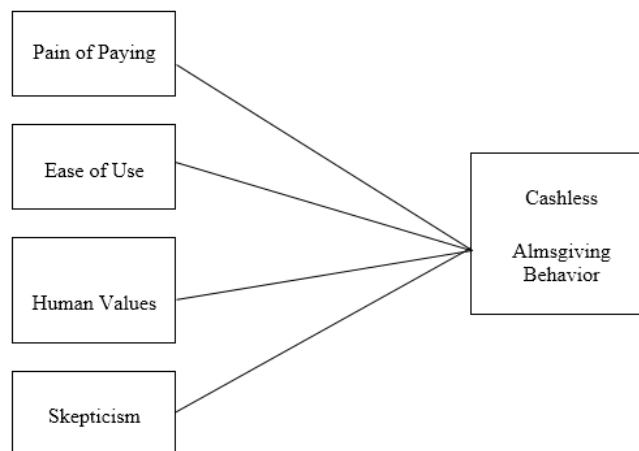 Pain of Paying
Ease of Use
Human Values
Skepticism
Cashless
Almsgiving
Behavior